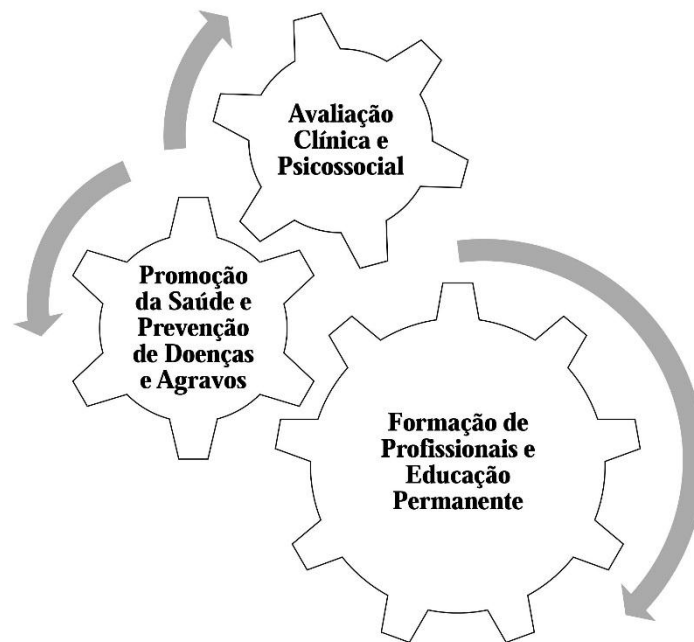 Avaliação
Clínica e
Psicossocial
Promoção
da Saúde e
Prevenção
de Doenças
e Agravos
Formação de
Profissionais e
Educação
Permanente